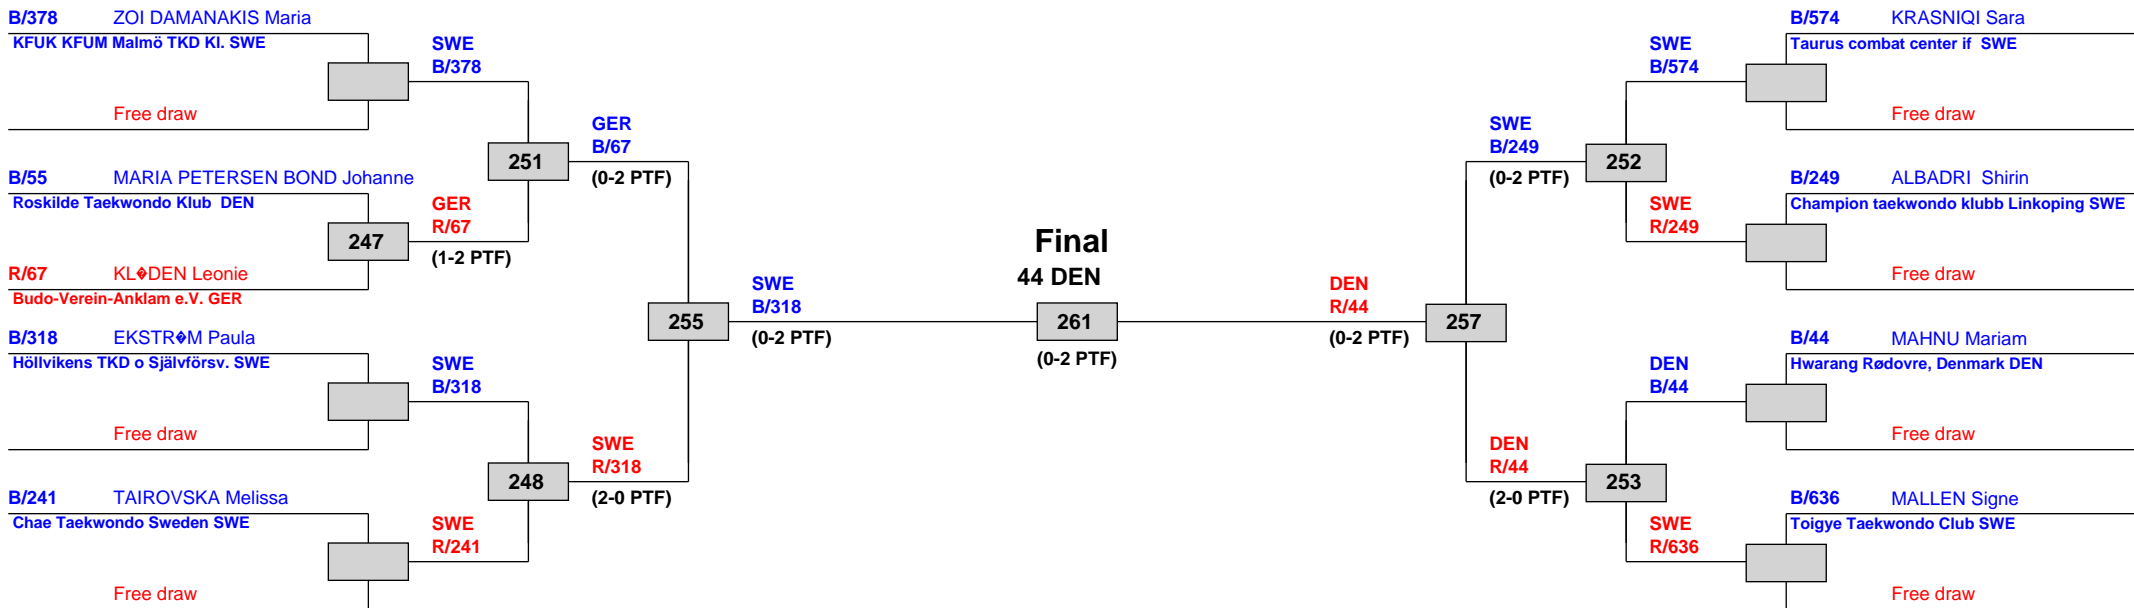 B/378 ZOI DAMANAKIS Maria
KFUK KFUM Malmö TKD Kl. SWE
Free draw
B/55 MARIA PETERSEN BOND Johanne
Roskilde Taekwondo Klub DEN
247
R/67 KL�DEN Leonie
Budo-Verein-Anklam e.V. GER
B/318 EKSTR�M Paula
Höllvikens TKD o Självförsv. SWE
Free draw
B/241 TAIROVSKA Melissa
Chae Taekwondo Sweden SWE
Free draw
SWE
B/378
251
GER
R/67
(1-2 PTF)
SWE
B/318
248
SWE
R/241
GER
B/67
(0-2 PTF)
255
SWE
R/318
(2-0 PTF)
SWE
B/318
(0-2 PTF)
Final
44 DEN
261
(0-2 PTF)
DEN
R/44
(0-2 PTF)
257
SWE
B/249
(0-2 PTF)
DEN
R/44
(2-0 PTF)
SWE
B/574
252
SWE
R/249
DEN
B/44
253
SWE
R/636
B/574 KRASNIQI Sara
Taurus combat center if SWE
Free draw
B/249 ALBADRI Shirin
Champion taekwondo klubb Linkoping SWE
Free draw
B/44 MAHNU Mariam
Hwarang Rødovre, Denmark DEN
Free draw
B/636 MALLEN Signe
Toigye Taekwondo Club SWE
Free draw